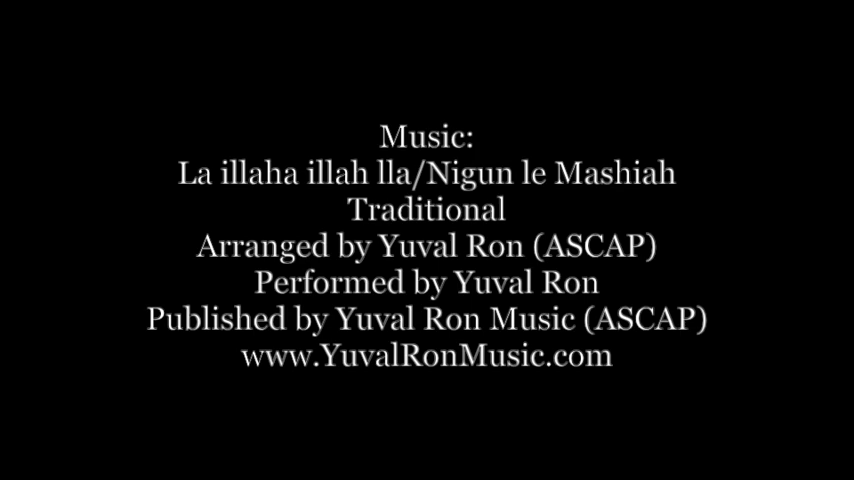 Music:
La illaha illah lla/Nigun le Mashiah
Traditional
Arranged by Yuval Ron (ASCAP)
Performed by Yuval Ron
Published by Yuval Ron Music (ASCAP)
www.YuvalRonMusic.com